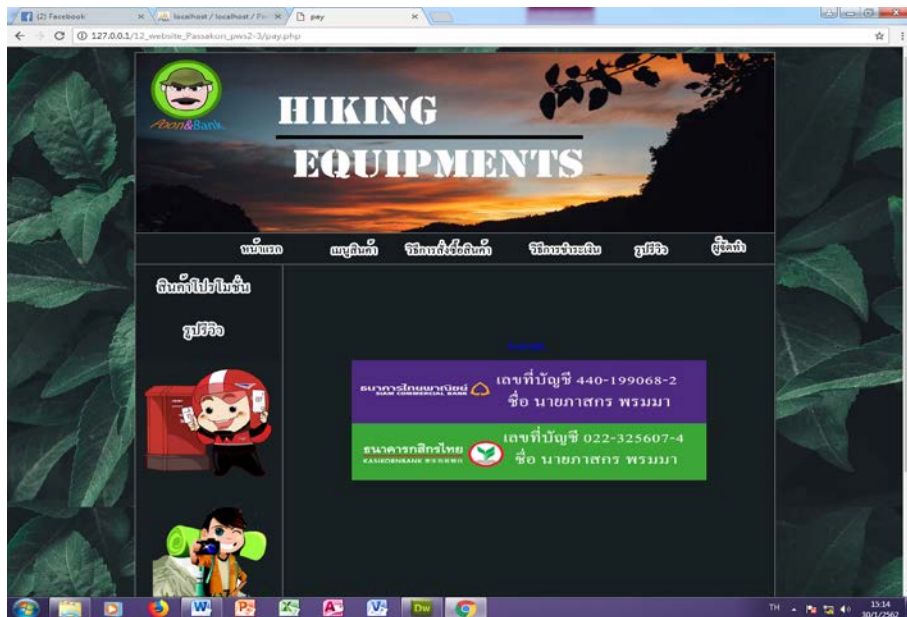 (2) Facebook
localhost / localhost / Pw
pay
127.0.0.1/12_website_Passakon_pws2-3/pay.php
Poon&Bank
HIKING
EQUIPMENTS
หน้าแรก เมนูสินค้า วิธีการสั่งซื้อสินค้า วิธีการชำระเงิน รูปรีวิว ผู้จัดทำ
สินค้าโปรโมชั่น
รูปรีวิว
ธนาคารไทยพาณิชย์
SIAM COMMERCIAL BANK
เลขที่บัญชี 440-199068-2
ชื่อ นายภาสกร พรมมา
ธนาคารกสิกรไทย
KASIKORNBANK
เลขที่บัญชี 022-325607-4
ชื่อ นายภาสกร พรมมา
Dw
TH
15:14
30/1/2562